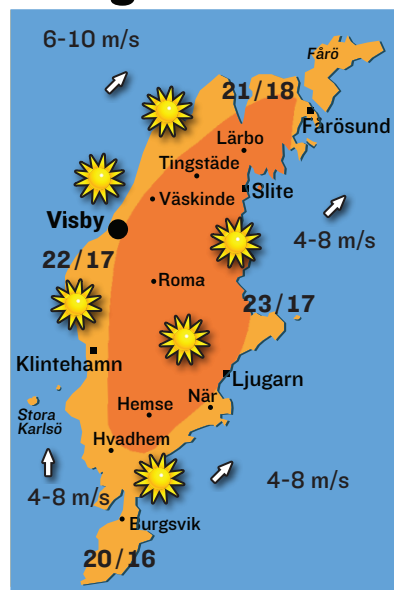 6-10 m/s
Fårö
21/18
Fårösund
Lärbo
Tingstäde
Slite
Väskinde
Visby
4-8 m/s
22/17
Roma
23/17
Klintehamn
Ljugarn
När
Hemse
Stora
Karlsö
Hvadhem
4-8 m/s
4-8 m/s
Burgsvik
20/16